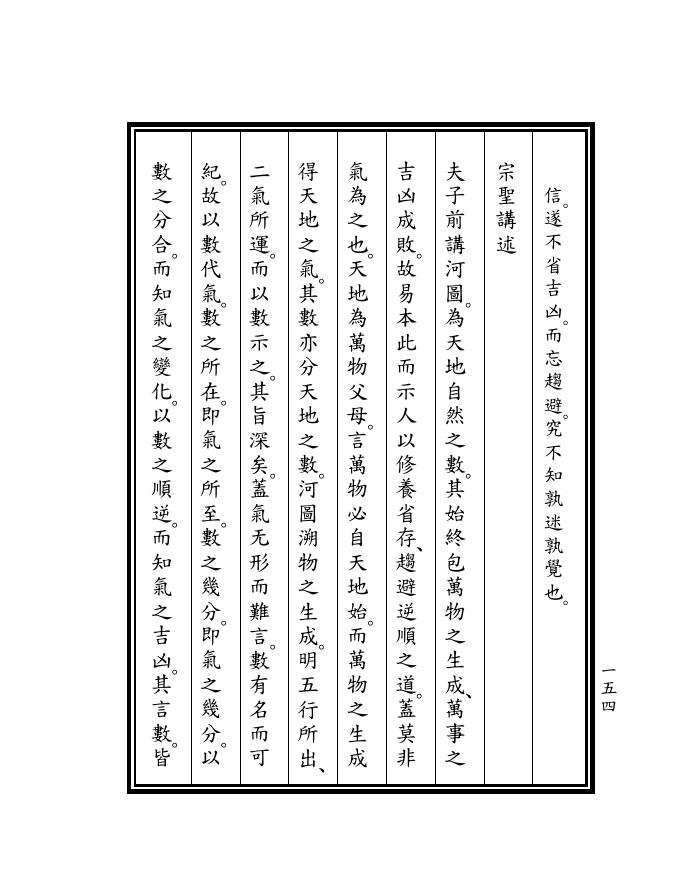 信。遂不省吉凶。而忘趨避。究不知孰迷孰覺也。
宗聖講述
夫子前講河圖。為天地自然之數。其始終包萬物之生成、萬事之
吉凶成敗。故易本此而示人以修養省存、趨避逆順之道。蓋莫非
氣為之也。天地為萬物父母。言萬物必自天地始。而萬物之生成
得天地之氣。其數亦分天地之數。河圖溯物之生成。明五行所出、
二氣所運。而以數示之。其旨深矣。蓋氣无形而難言。數有名而可
紀。故以數代氣。數之所在。即氣之所至。數之幾分。即氣之幾分。以
數之分合。而知氣之變化。以數之順逆。而知氣之吉凶。其言數。皆
一五四